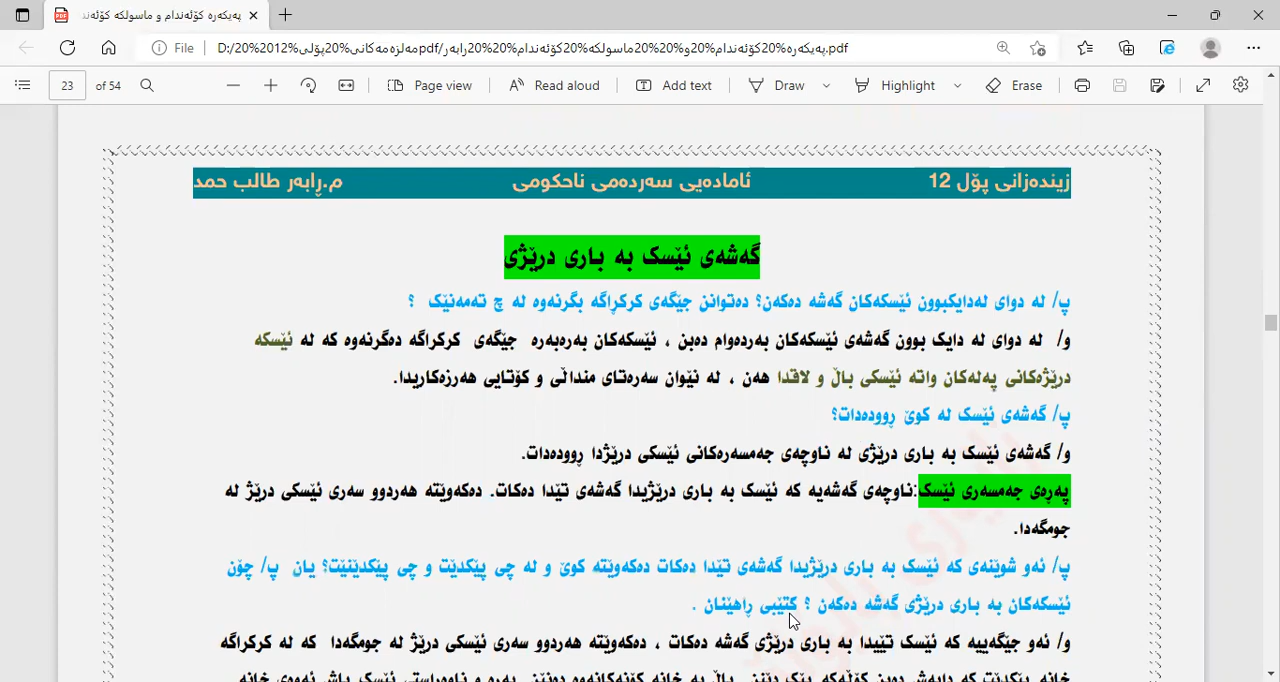 پەیکەرە کۆئەندام و ماسولکە کۆئەند
File D:/20%2012%پەیکەرە%20کۆئەندام%20و%20ماسولکە%20کۆئەندام%20%20ڕابەر/pdfمەلزەمەکانی%20پۆلی.pdf
23 of 54 Page view Read aloud Add text Draw Highlight Erase
زیندەزانی پۆل 12 ئامادەیی سەردەمی ناحکومی م.ڕابەر طالب حمد
گەشەی ئێسک بە باری درێژی
پ/ لە دوای لەدایکبوون ئێسکەکان گەشە دەکەن؟ دەتوانن جێگەی کرکڕاگە بگرنەوە لە چ تەمەنێک ؟
و/ لە دوای لە دایک بوون گەشەی ئێسکەکان بەردەوام دەبن ، ئێسکەکان بەرەبەرە جێگەی کرکراگە دەگرنەوە کە لە ئێسکە
درێژەکانی پەلەکان واتە ئێسکی باڵ و لاقدا هەن ، لە نێوان سەرەتای منداڵی و کۆتایی هەرزەکاریدا.
پ/ گەشەی ئێسک لە کوێ ڕوودەدات؟
و/ گەشەی ئێسک بە باری درێژی لە ناوچەی جەمسەرەکانی ئێسکی درێژدا ڕوودەدات.
پەڕەی جەمسەری ئێسک:ناوچەی گەشەیە کە ئێسک بە باری درێژیدا گەشەی تێدا دەکات. دەکەوێتە هەردوو سەری ئێسکی درێژ لە
جومگەدا.
پ/ ئەو شوێنەی کە ئێسک بە باری درێژیدا گەشەی تێدا دەکات دەکەوێتە کوێ و لە چی پێکدێت و چی پێکدێنێت؟ یان پ/ چۆن
ئێسکەکان بە باری درێژی گەشە دەکەن ؟ کتێبی ڕاهێنان .
و/ ئەو جێگەییە کە ئێسک تێیدا بە باری درێژی گەشە دەکات ، دەکەوێتە هەردوو سەری ئێسکی درێژ لە جومگەدا کە لە کرکراگە